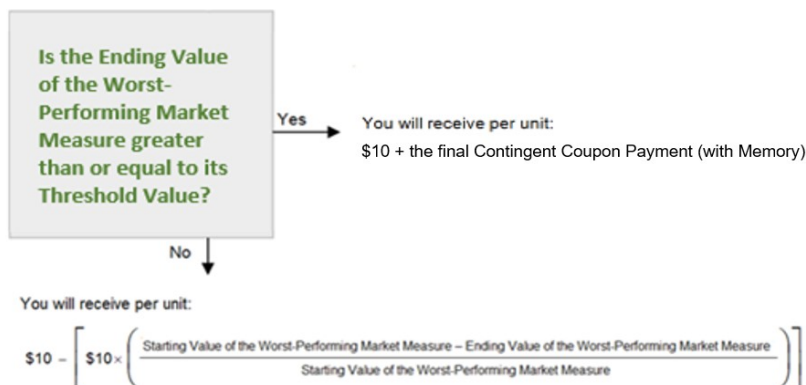 Is the Ending Value
of the Worst-
Performing Market
Measure greater
than or equal to its
Threshold Value?
Yes
You will receive per unit:
$10 + the final Contingent Coupon Payment (with Memory)
No
You will receive per unit:
$10 – [ $10 × ( Starting Value of the Worst-Performing Market Measure – Ending Value of the Worst-Performing Market Measure
Starting Value of the Worst-Performing Market Measure ) ]